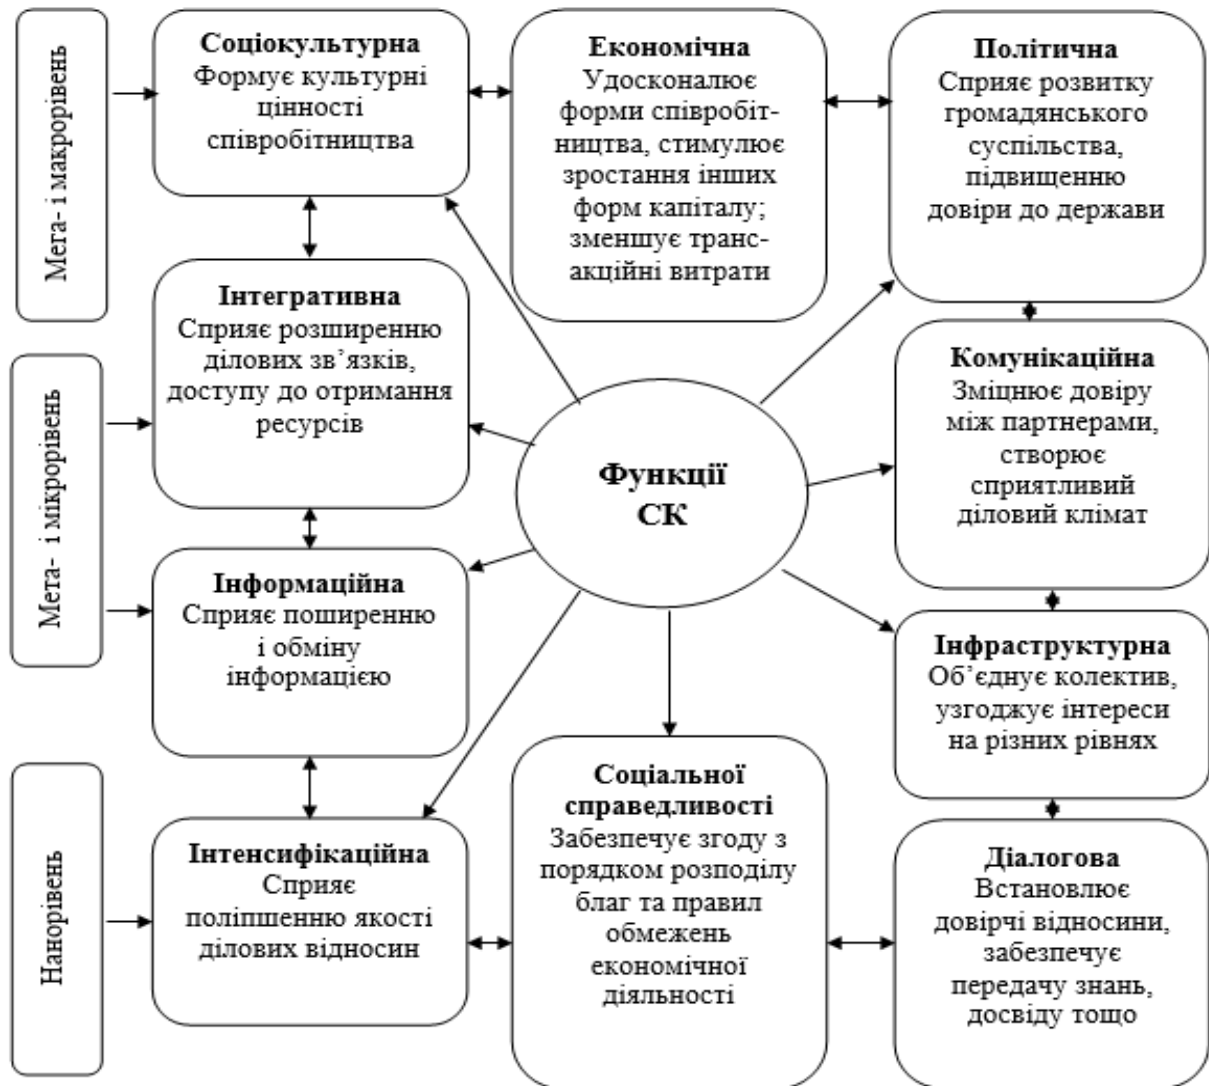 Мега- і макрорівень
Соціокультурна
Формує культурні
цінності
співробітництва
Економічна
Удосконалює
форми співробіт-
ництва, стимулює
зростання інших
форм капіталу;
зменшує транс-
акційні витрати
Політична
Сприяє розвитку
громадянського
суспільства,
підвищенню
довіри до держави
Мета- і мікрорівень
Інтегративна
Сприяє розширенню
ділових зв’язків,
доступу до отримання
ресурсів
Функції
СК
Комунікаційна
Зміцнює довіру
між партнерами,
створює
сприятливий
діловий клімат
Інформаційна
Сприяє поширенню
і обміну
інформацією
Інфраструктурна
Об’єднує колектив,
узгоджує інтереси
на різних рівнях
Нанорівень
Інтенсифікаційна
Сприяє
поліпшенню якості
ділових відносин
Соціальної
справедливості
Забезпечує згоду з
порядком розподілу
благ та правил
обмежень
економічної
діяльності
Діалогова
Встановлює
довірчі відносини,
забезпечує
передачу знань,
досвіду тощо